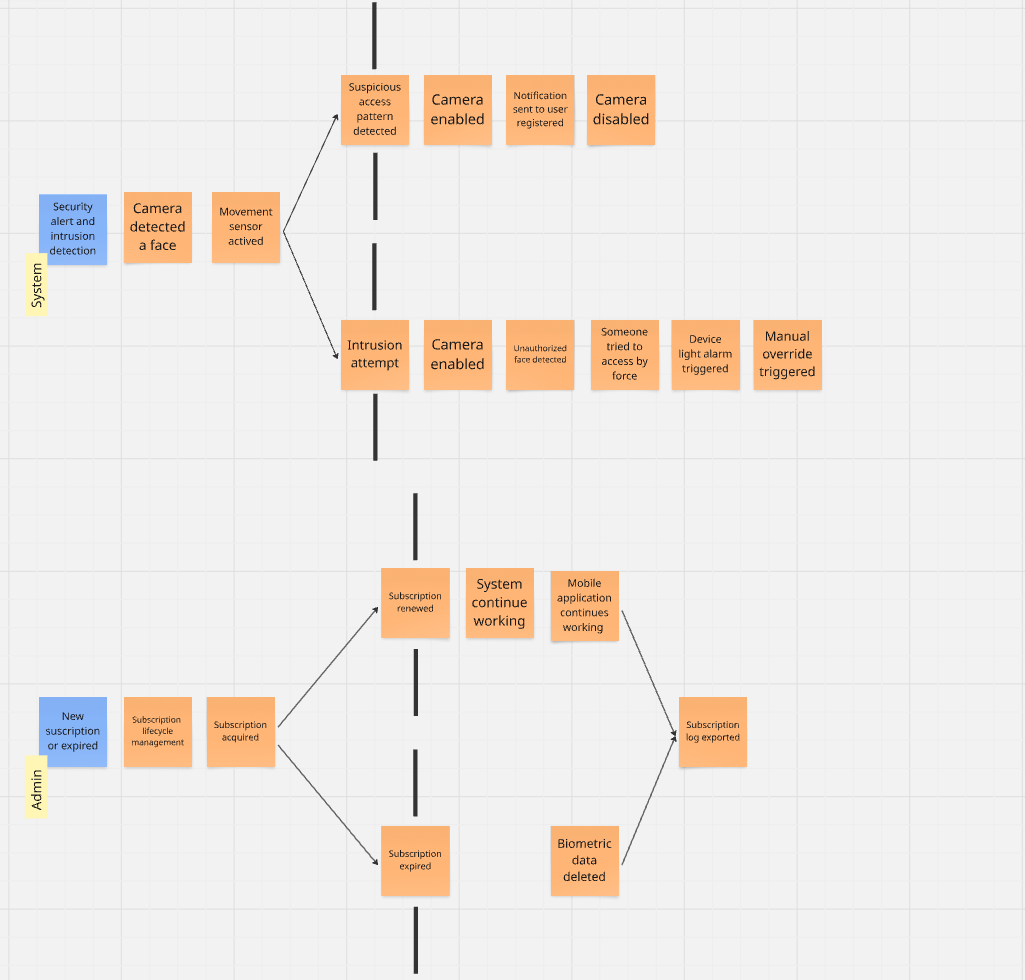 Suspicious
access
pattern
detected
Camera
enabled
Notification
sent to user
registered
Camera
disabled
Security
alert and
intrusion
detection
System
Camera
detected
a face
Movement
sensor
actived
Intrusion
attempt
Camera
enabled
Unauthorized
face detected
Someone
tried to
access by
force
Device
light alarm
triggered
Manual
override
triggered
Subscription
renewed
System
continue
working
Mobile
application
continues
working
New
suscription
or expired
Admin
Subscription
lifecycle
management
Subscription
acquired
Subscription
log exported
Subscription
expired
Biometric
data
deleted